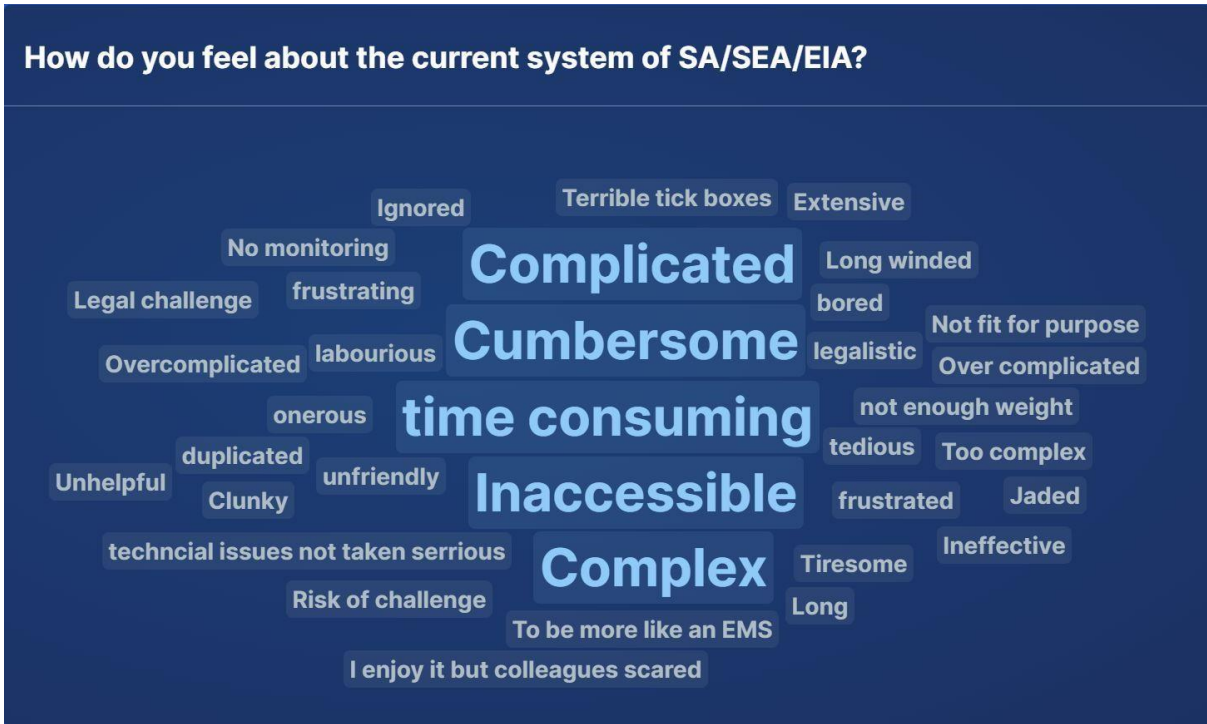 How do you feel about the current system of SA/SEA/EIA?
Ignored
Terrible tick boxes
Extensive
No monitoring
Complicated
Long winded
Legal challenge
frustrating
bored
Not fit for purpose
Overcomplicated
labourious
Cumbersome
legalistic
Over complicated
onerous
time consuming
not enough weight
duplicated
tedious
Too complex
Unhelpful
Clunky
unfriendly
Inaccessible
frustrated
Jaded
techncial issues not taken serrious
Complex
Tiresome
Ineffective
Risk of challenge
Long
To be more like an EMS
I enjoy it but colleagues scared